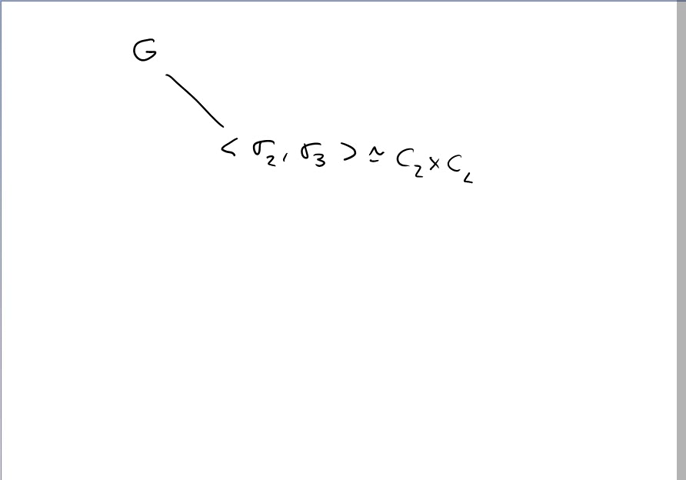 G
< σ₂, σ₃ > ≃ C₂ × C₂